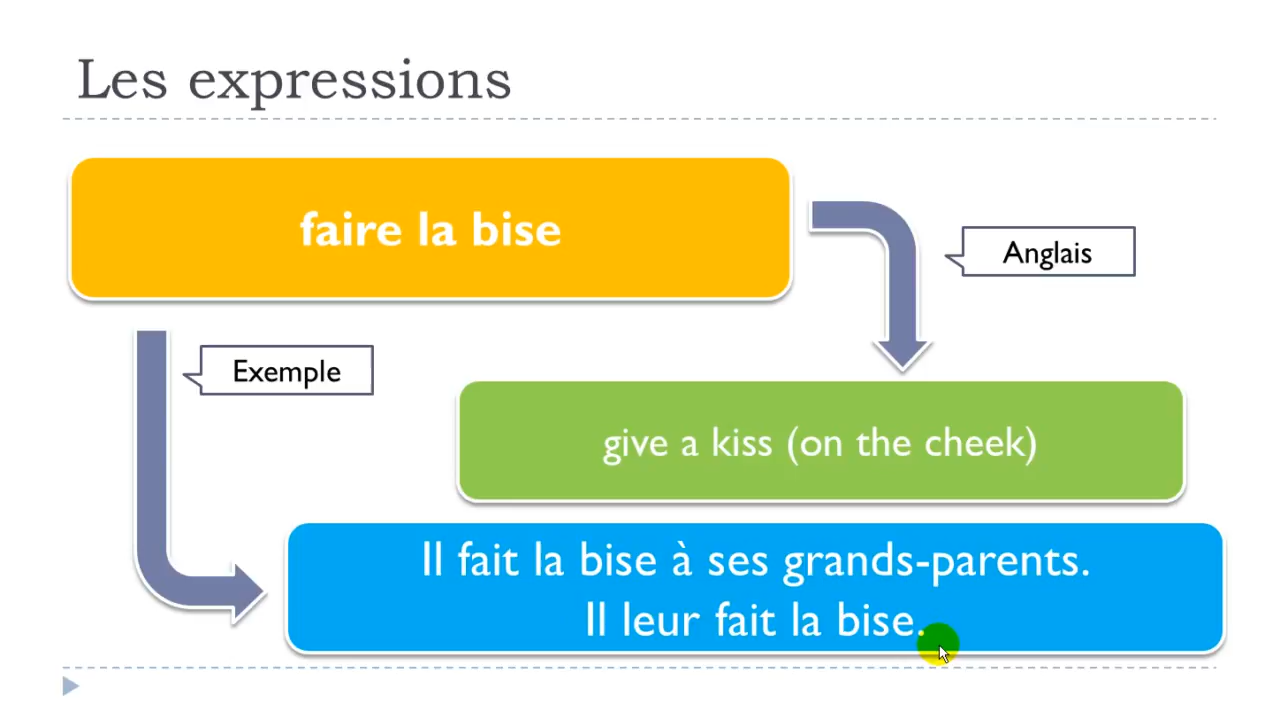 Les expressions
faire la bise
Anglais
Exemple
give a kiss (on the cheek)
Il fait la bise à ses grands-parents.
Il leur fait la bise.